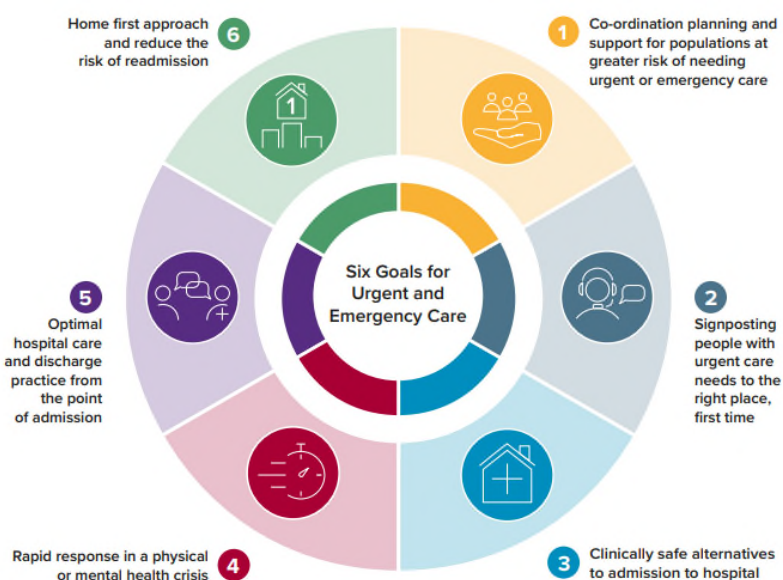 1
Co-ordination planning and
support for populations at
greater risk of needing
urgent or emergency care
2
Signposting
people with
urgent care
needs to the
right place,
first time
3
Clinically safe alternatives
to admission to hospital
4
Rapid response in a physical
or mental health crisis
5
Optimal
hospital care
and discharge
practice from
the point
of admission
6
Home first approach
and reduce the
risk of readmission
1
Six Goals for
Urgent and
Emergency Care